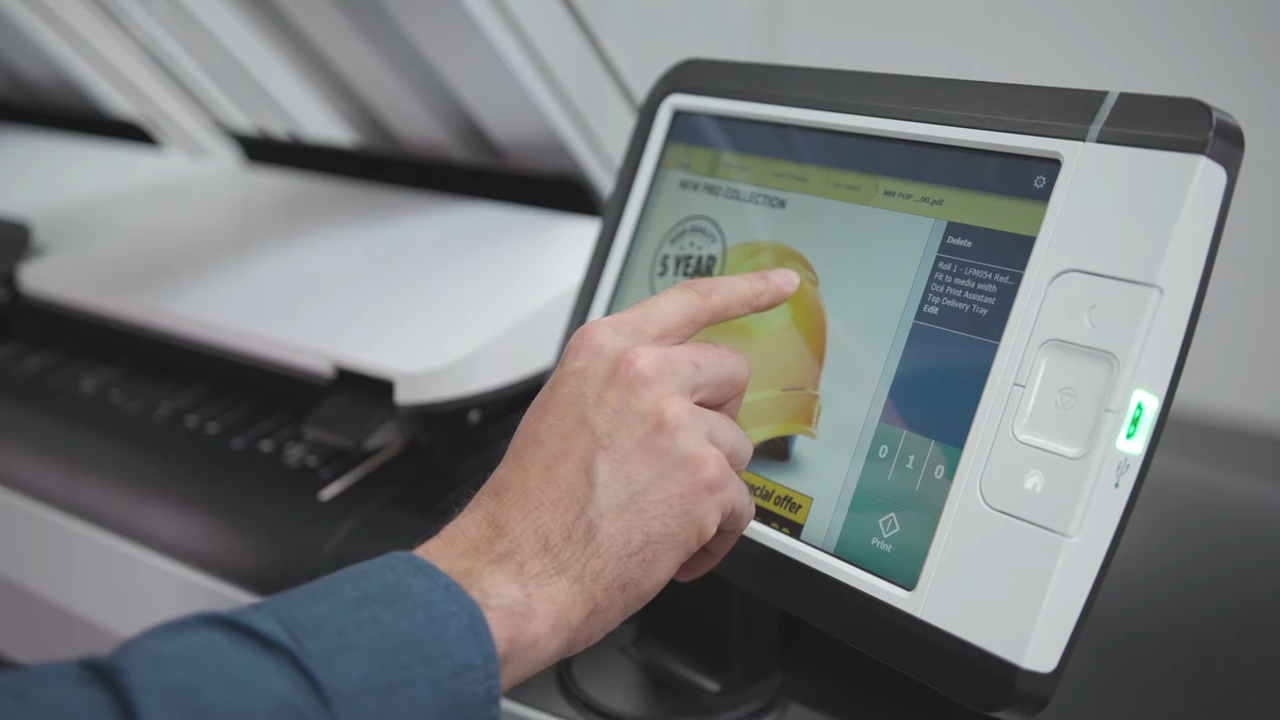 MM-POP ...00.pdf
NEW PRO COLLECTION
5 YEAR
Delete
Roll 1 - LFM054 Red...
Fit to media width
Océ Print Assistant
Top Delivery Tray
Edit
0 1 0
ecial offer
Print